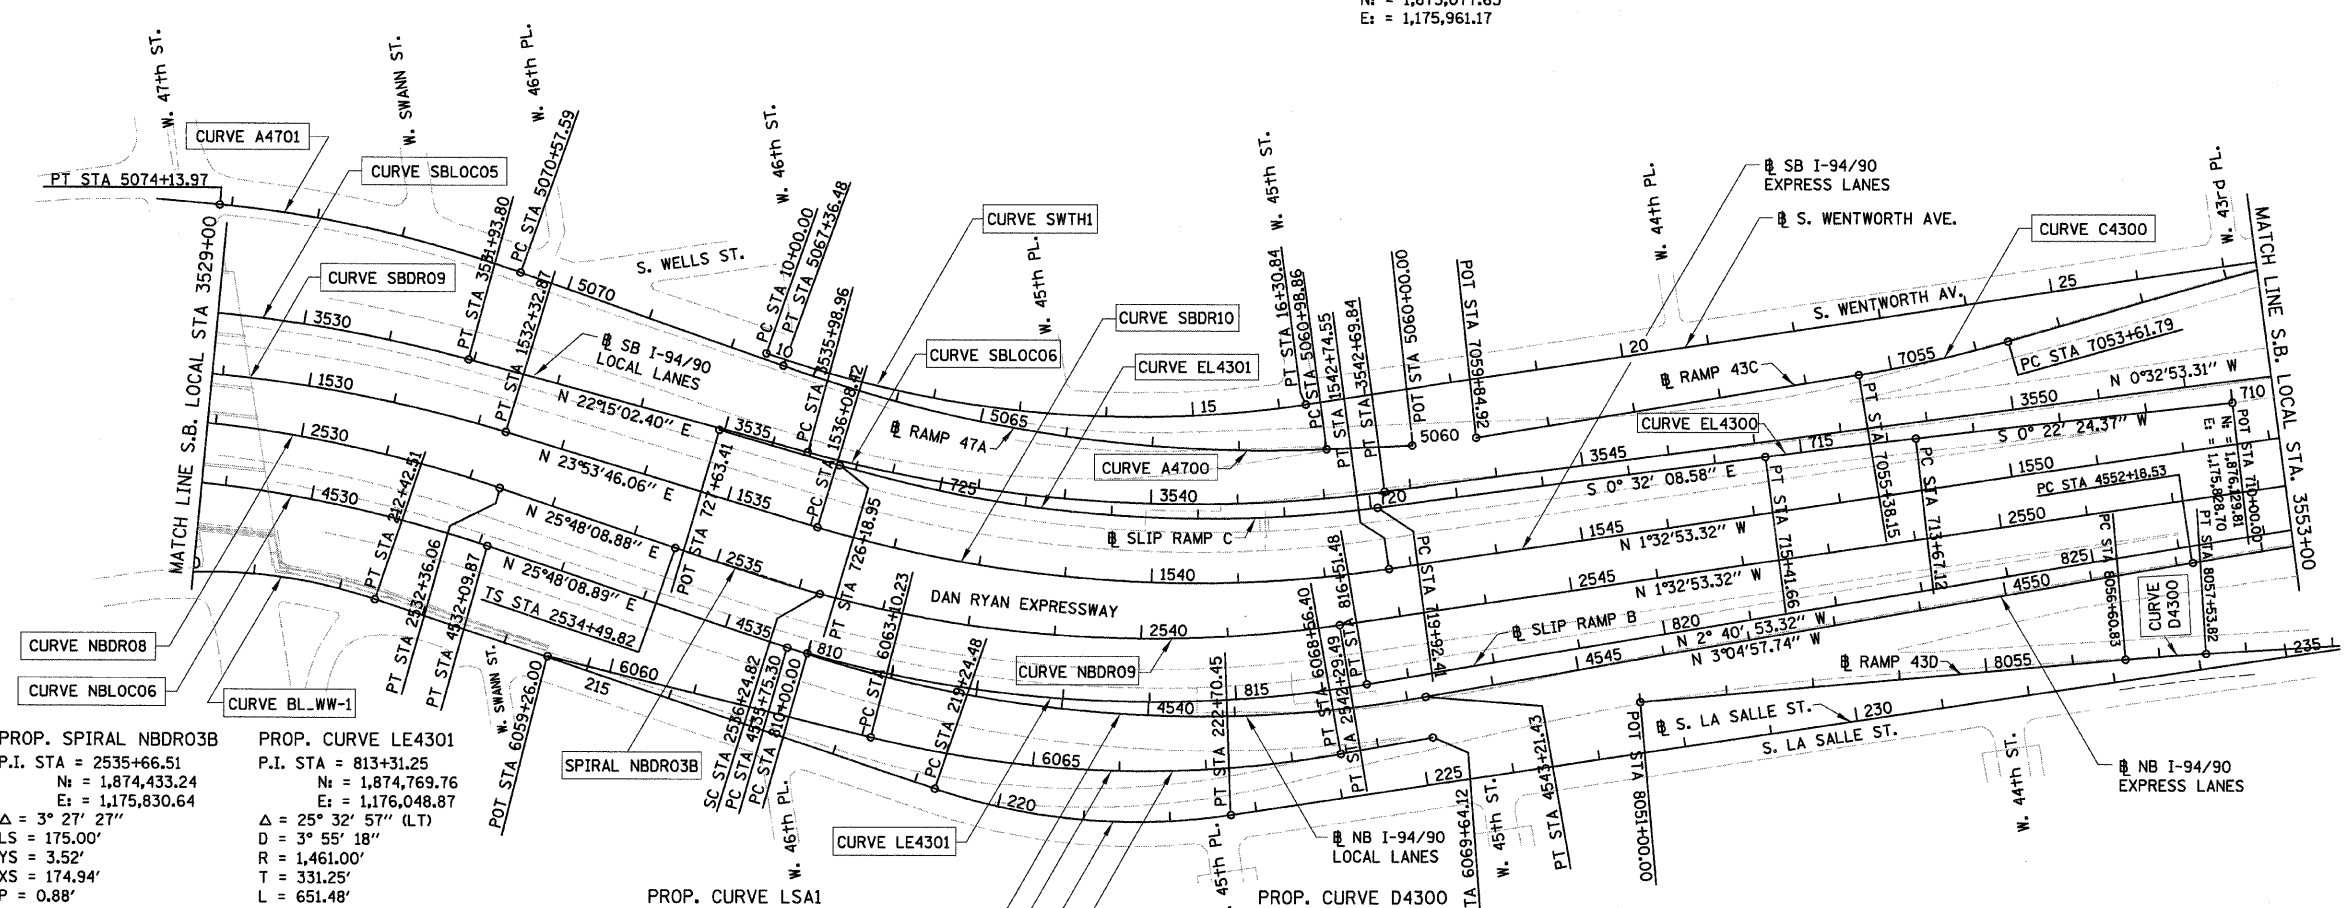 E: = 1,175,961.17
W. 47th ST.
W. SWANN ST.
W. 46th PL.
CURVE A4701
CURVE SBLOC05
PT STA 5074+13.97
PT STA 3531+93.80
PC STA 5070+57.59
W. 46th ST.
PC STA 10+00.00
PT STA 5067+36.48
CURVE SWTH1
W. 45th PL.
W. 45th ST.
PT STA 16+30.84
PC STA 5060+98.86
PT STA 1542+74.55
PT STA 3542+69.84
POT STA 5060+00.00
POT STA 7059+84.92
W. 44th PL.
℄ SB I-94/90
EXPRESS LANES
℄ S. WENTWORTH AVE.
CURVE C4300
W. 43rd PL.
MATCH LINE S.B. LOCAL STA. 3553+00
MATCH LINE S.B. LOCAL STA 3529+00
CURVE SBDR09
3530
PT STA 1532+32.87
5070
S. WELLS ST.
℄ SB I-94/90
LOCAL LANES
10
PC STA 3535+98.96
PC STA 1536+08.42
CURVE SBDR10
CURVE SBLOC06
CURVE EL4301
15
5065
20
S. WENTWORTH AV.
25
℄ RAMP 43C
7055
PC STA 7053+61.79
N 0°32'53.31" W
1530
N 22°15'02.40" E
3535
℄ RAMP 47A
CURVE A4700
5060
CURVE EL4300
715
3550
710
S 0° 22' 24.37" W
3545
S 0° 32' 08.58" E
PT STA 7055+38.15
PC STA 713+67.12
1550
PC STA 4552+18.53
POT STA 710+00.00
N: = 1,876,429.81
E: = 1,175,828.70
2530
N 23°53'46.06" E
PT STA 212+42.51
POT STA 727+63.41
1535
725
3540
720
℄ SLIP RAMP C
1545
N 1°32'53.32" W
PT STA 715+41.66
2550
4530
N 25°48'08.88" E
2535
PT STA 726+18.95
1540
2545
N 1°32'53.32" W
825
4550
PC STA 8056+60.83
PT STA 8057+53.82
CURVE
D4300
N 25°48'08.89" E
TS STA 2534+49.82
PT STA 2532+36.06
PT STA 4532+09.87
DAN RYAN EXPRESSWAY
2540
PT STA 816+51.48
PC STA 719+92.41
℄ SLIP RAMP B
820
N 2° 40' 53.32" W
4545
N 3°04'57.74" W
CURVE NBDR08
4535
810
PC STA 6063+10.23
PC STA 219+24.48
CURVE NBDR09
815
PT STA 6068+56.40
PT STA 2542+29.49
℄ RAMP 43D
8055
235
CURVE NBLOC06
CURVE BL_WW-1
W. SWANN ST.
POT STA 6059+26.00
6060
215
SC STA 2536+24.82
PC STA 4535+75.30
PC STA 810+00.00
4540
PT STA 222+70.45
℄ S. LA SALLE ST.
230
S. LA SALLE ST.
POT STA 8051+00.00
PROP. SPIRAL NBDR03B
P.I. STA = 2535+66.51
N: = 1,874,433.24
E: = 1,175,830.64
Δ = 3° 27' 27"
LS = 175.00'
YS = 3.52'
XS = 174.94'
P = 0.88'
PROP. CURVE LE4301
P.I. STA = 813+31.25
N: = 1,874,769.76
E: = 1,176,048.87
Δ = 25° 32' 57" (LT)
D = 3° 55' 18"
R = 1,461.00'
T = 331.25'
L = 651.48'
SPIRAL NBDR03B
W. 46th PL.
6065
220
225
CURVE LE4301
45th PL.
℄ NB I-94/90
LOCAL LANES
STA 6069+64.12
W. 45th ST.
PT STA 4543+21.43
W. 44th ST.
℄ NB I-94/90
EXPRESS LANES
PROP. CURVE LSA1
PROP. CURVE D4300